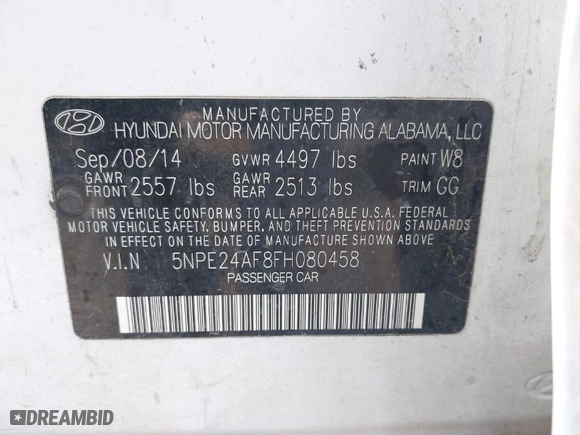 MANUFACTURED BY
HYUNDAI MOTOR MANUFACTURING ALABAMA, LLC
Sep/08/14 GVWR 4497 lbs PAINT W8
GAWR FRONT 2557 lbs GAWR REAR 2513 lbs TRIM GG
THIS VEHICLE CONFORMS TO ALL APPLICABLE U.S.A. FEDERAL
MOTOR VEHICLE SAFETY, BUMPER, AND THEFT PREVENTION STANDARDS
IN EFFECT ON THE DATE OF MANUFACTURE SHOWN ABOVE.
V.I.N 5NPE24AF8FH080458
PASSENGER CAR
DREAMBID